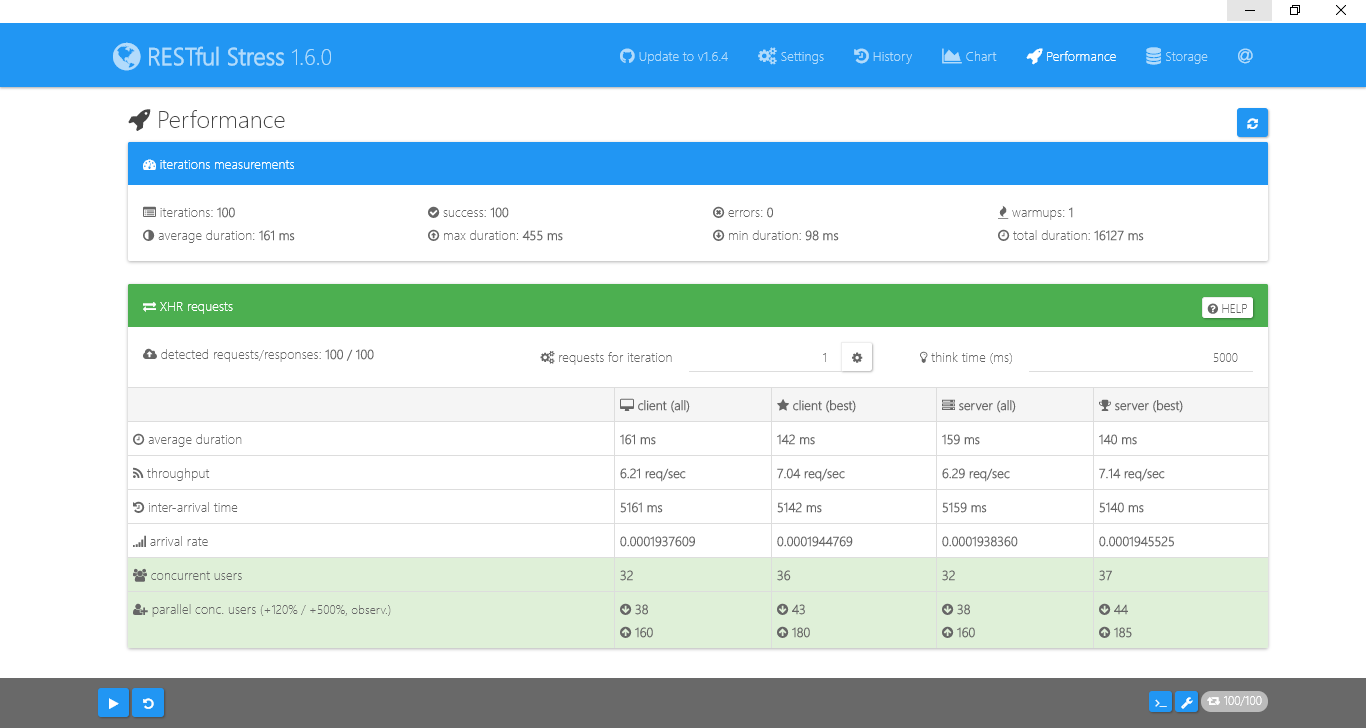 RESTful Stress 1.6.0
Update to v1.6.4 Settings History Chart Performance Storage @
Performance
iterations measurements
iterations: 100 success: 100 errors: 0 warmups: 1
average duration: 161 ms max duration: 455 ms min duration: 98 ms total duration: 16127 ms
XHR requests HELP
detected requests/responses: 100 / 100 requests for iteration 1 think time (ms) 5000
client (all) client (best) server (all) server (best)
average duration 161 ms 142 ms 159 ms 140 ms
throughput 6.21 req/sec 7.04 req/sec 6.29 req/sec 7.14 req/sec
inter-arrival time 5161 ms 5142 ms 5159 ms 5140 ms
arrival rate 0.0001937609 0.0001944769 0.0001938360 0.0001945525
concurrent users 32 36 32 37
parallel conc. users (+120% / +500%, observ.) 38 43 38 44
160 180 160 185
100/100